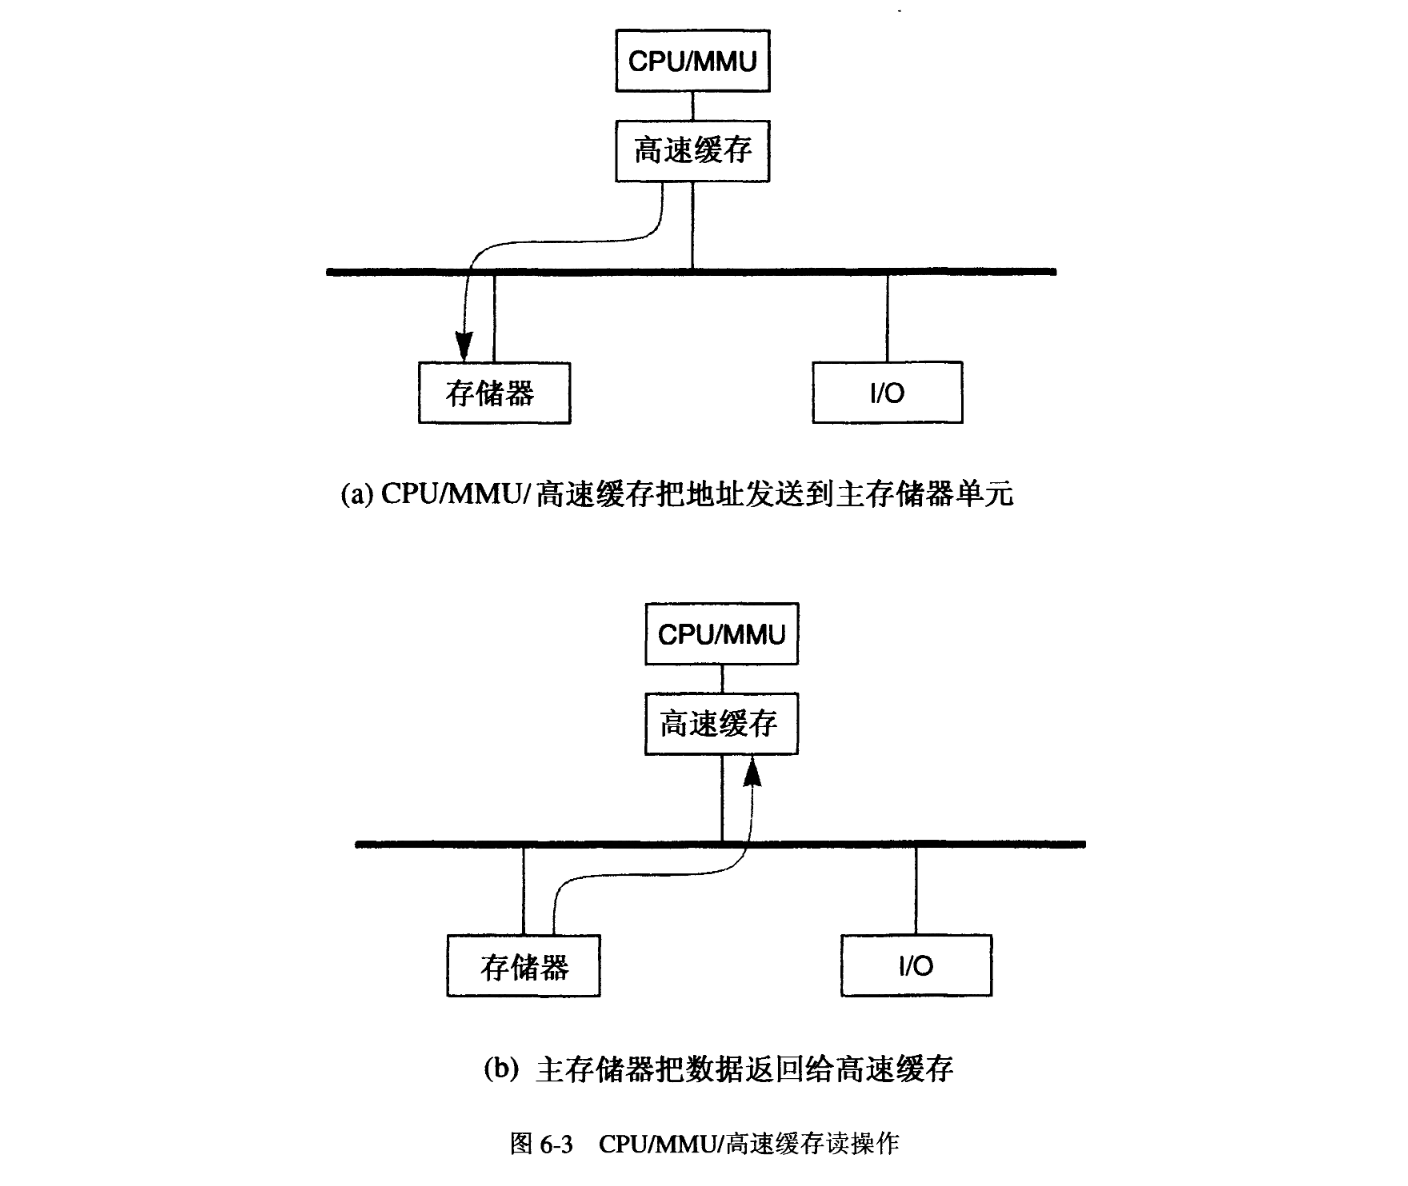 CPU/MMU
高速缓存
存储器
I/O
(a) CPU/MMU/高速缓存把地址发送到主存储器单元
CPU/MMU
高速缓存
存储器
I/O
(b) 主存储器把数据返回给高速缓存
图 6-3 CPU/MMU/高速缓存读操作